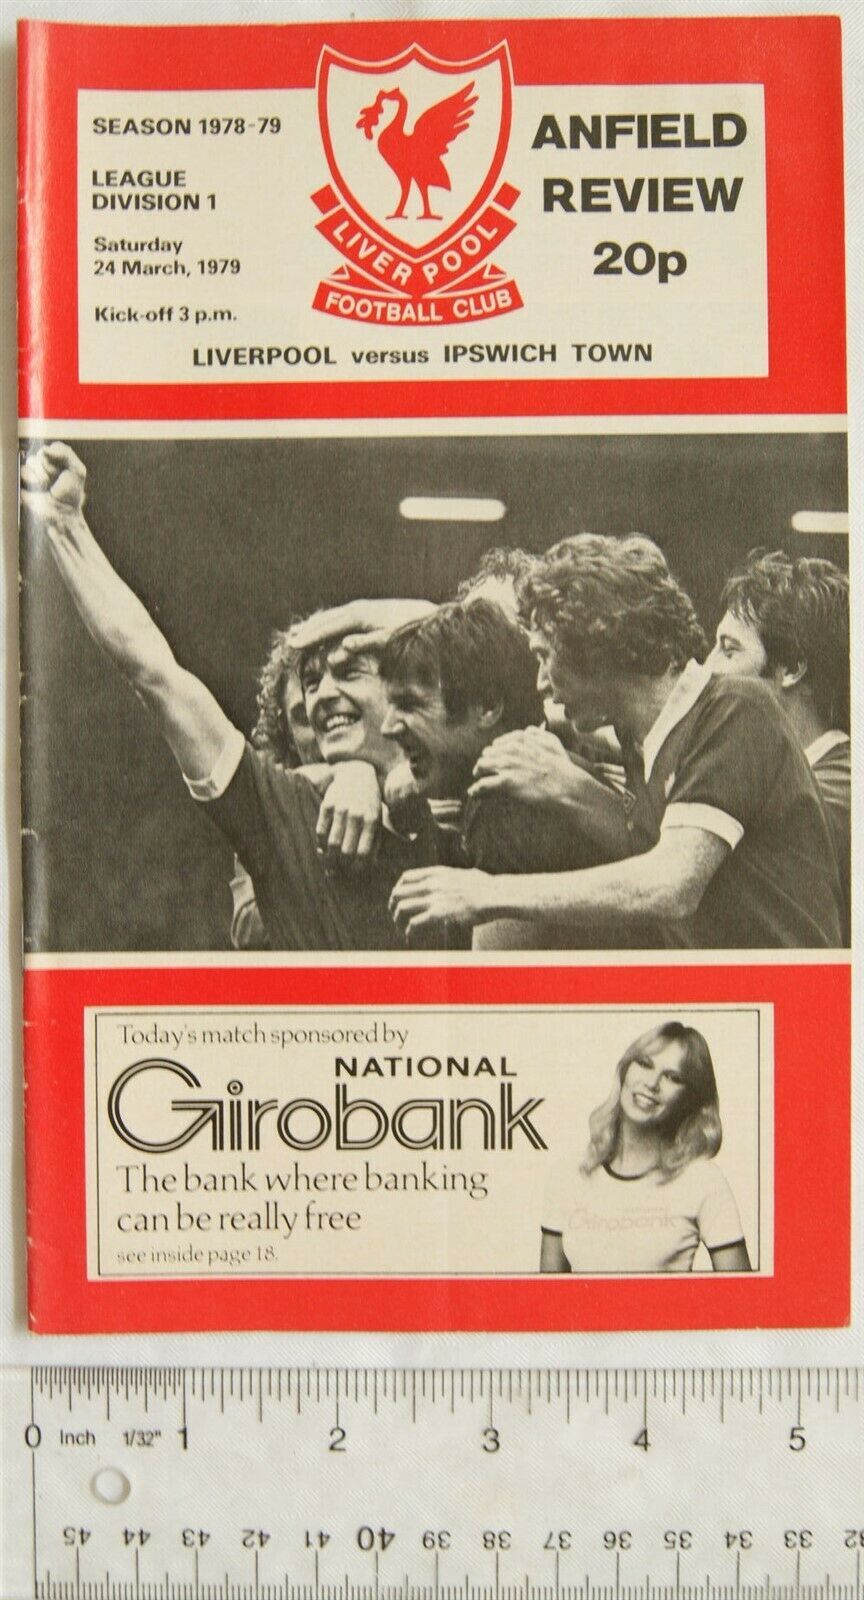 SEASON 1978-79
LEAGUE
DIVISION 1
Saturday
24 March, 1979
Kick-off 3 p.m.
LIVERPOOL
FOOTBALL CLUB
ANFIELD
REVIEW
20p
LIVERPOOL versus IPSWICH TOWN
Today's match sponsored by
NATIONAL
Girobank
The bank where banking
can be really free
see inside page 18.
Girobank
0 Inch 1/32" 1 2 3 4 5
45 44 43 42 41 40 39 38 37 36 35 34 33 32